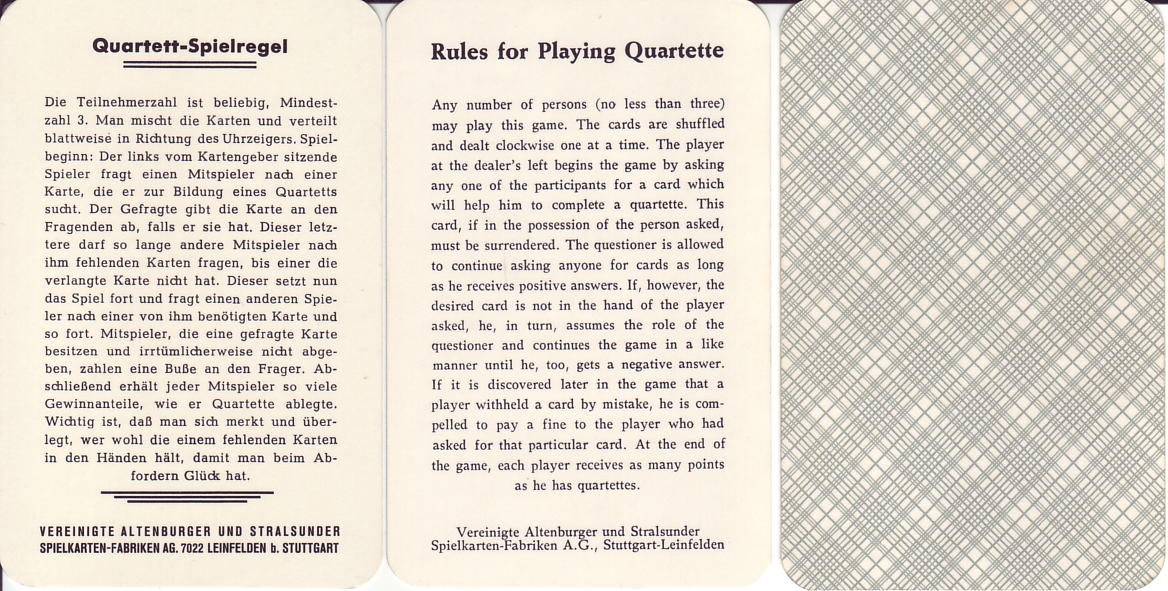 Quartett-Spielregel
Die Teilnehmerzahl ist beliebig, Mindest-
zahl 3. Man mischt die Karten und verteilt
blattweise in Richtung des Uhrzeigers. Spiel-
beginn: Der links vom Kartengeber sitzende
Spieler fragt einen Mitspieler nach einer
Karte, die er zur Bildung eines Quartetts
sucht. Der Gefragte gibt die Karte an den
Fragenden ab, falls er sie hat. Dieser letz-
tere darf so lange andere Mitspieler nach
ihm fehlenden Karten fragen, bis einer die
verlangte Karte nicht hat. Dieser setzt nun
das Spiel fort und fragt einen anderen Spie-
ler nach einer von ihm benötigten Karte und
so fort. Mitspieler, die eine gefragte Karte
besitzen und irrtümlicherweise nicht abge-
ben, zahlen eine Buße an den Frager. Ab-
schließend erhält jeder Mitspieler so viele
Gewinnanteile, wie er Quartette ablegte.
Wichtig ist, daß man sich merkt und über-
legt, wer wohl die einem fehlenden Karten
in den Händen hält, damit man beim Ab-
fordern Glück hat.
VEREINIGTE ALTENBURGER UND STRALSUNDER
SPIELKARTEN-FABRIKEN AG. 7022 LEINFELDEN b. STUTTGART
Rules for Playing Quartette
Any number of persons (no less than three)
may play this game. The cards are shuffled
and dealt clockwise one at a time. The player
at the dealer's left begins the game by asking
any one of the participants for a card which
will help him to complete a quartette. This
card, if in the possession of the person asked,
must be surrendered. The questioner is allowed
to continue asking anyone for cards as long
as he receives positive answers. If, however, the
desired card is not in the hand of the player
asked, he, in turn, assumes the role of the
questioner and continues the game in a like
manner until he, too, gets a negative answer.
If it is discovered later in the game that a
player withheld a card by mistake, he is com-
pelled to pay a fine to the player who had
asked for that particular card. At the end of
the game, each player receives as many points
as he has quartettes.
Vereinigte Altenburger und Stralsunder
Spielkarten-Fabriken A.G., Stuttgart-Leinfelden